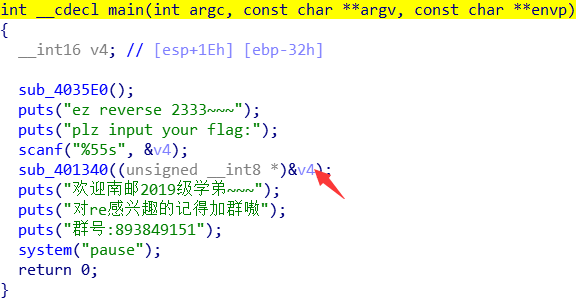 int __cdecl main(int argc, const char **argv, const char **envp)
{
  __int16 v4; // [esp+1Eh] [ebp-32h]

  sub_4035E0();
  puts("ez reverse 2333~~~");
  puts("plz input your flag:");
  scanf("%55s", &v4);
  sub_401340((unsigned __int8 *)&v4);
  puts("欢迎南邮2019级学弟~~~");
  puts("对re感兴趣的记得加群嗷");
  puts("群号:893849151");
  system("pause");
  return 0;
}